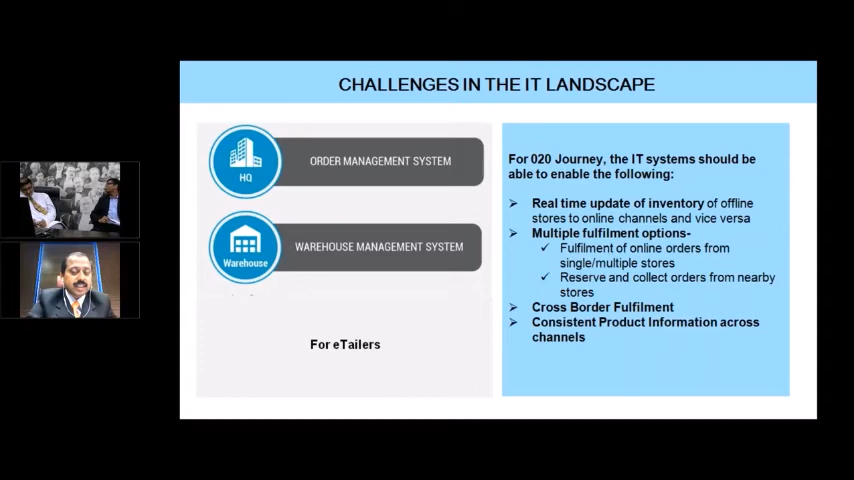 CHALLENGES IN THE IT LANDSCAPE
HQ
ORDER MANAGEMENT SYSTEM
Warehouse
WAREHOUSE MANAGEMENT SYSTEM
For eTailers
For 020 Journey, the IT systems should be
able to enable the following:
➢ Real time update of inventory of offline
stores to online channels and vice versa
➢ Multiple fulfilment options-
✓ Fulfilment of online orders from
single/multiple stores
✓ Reserve and collect orders from nearby
stores
➢ Cross Border Fulfilment
➢ Consistent Product Information across
channels